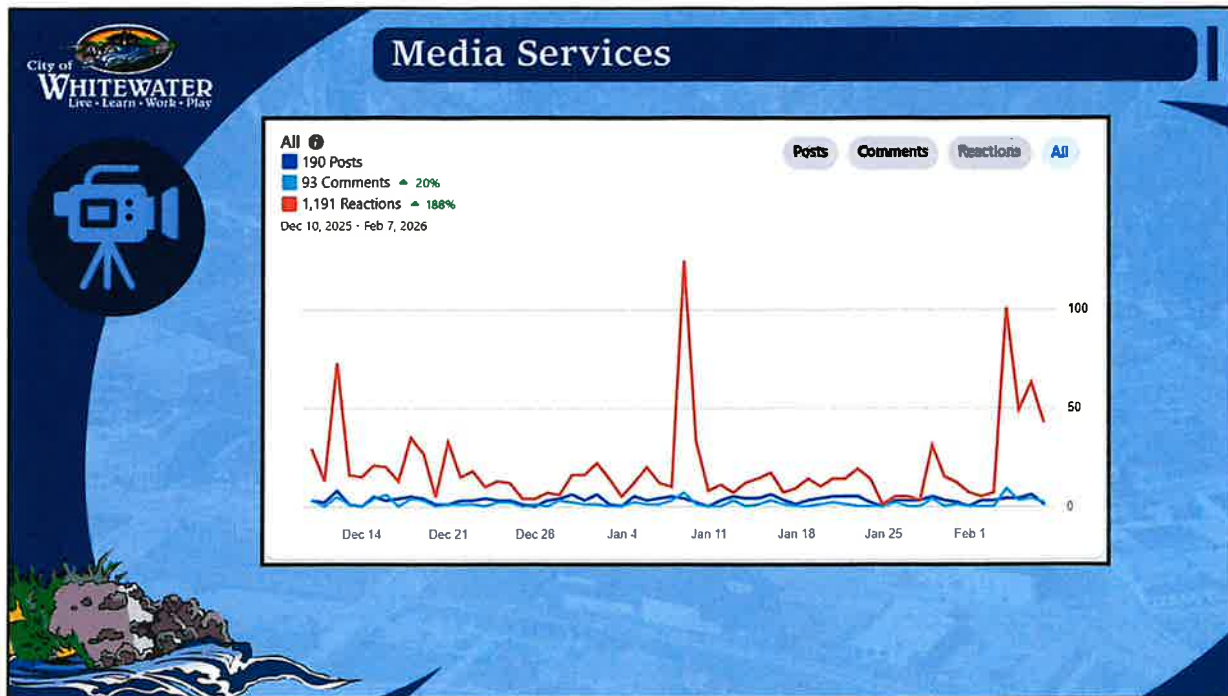 City of
WHITEWATER
Live • Learn • Work • Play
Media Services
All
190 Posts
93 Comments ▲ 20%
1,191 Reactions ▲ 188%
Dec 10, 2025 · Feb 7, 2026
Posts Comments Reactions All
100
50
0
Dec 14 Dec 21 Dec 28 Jan 4 Jan 11 Jan 18 Jan 25 Feb 1